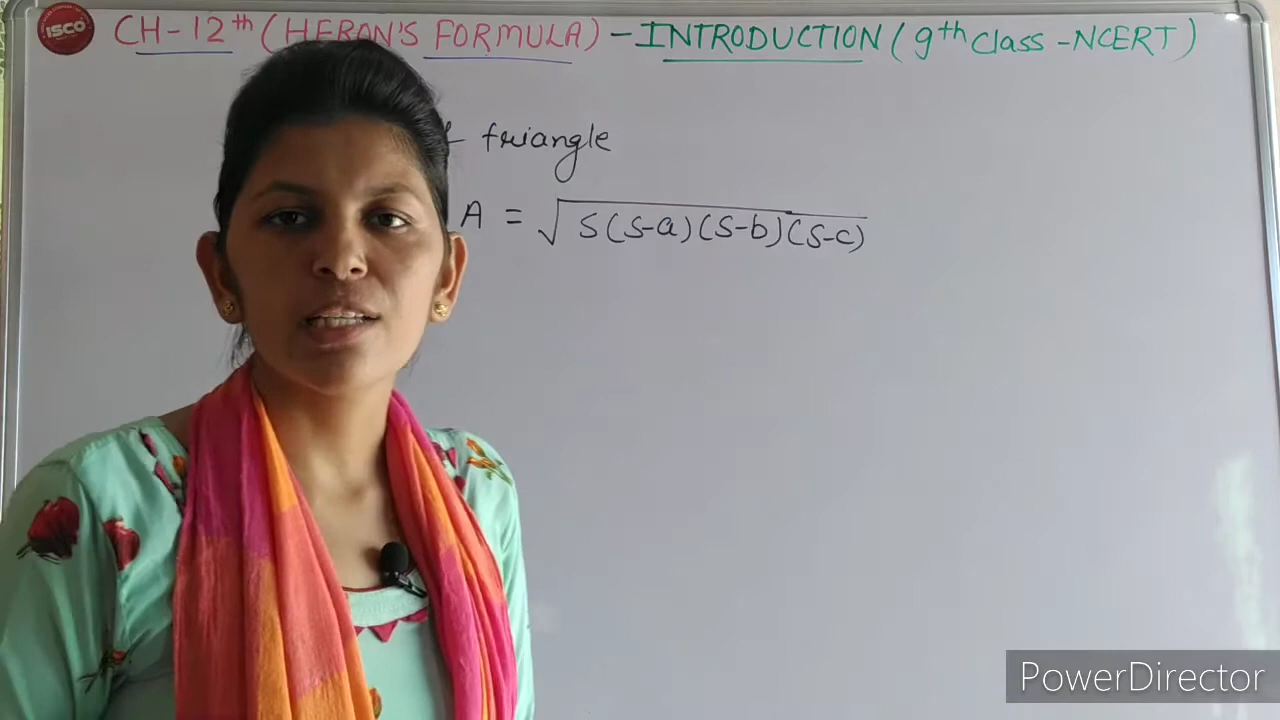 ISCO
CH-12th (HERON'S FORMULA) - INTRODUCTION (9th Class - NCERT)
triangle
A = √S(S-a)(S-b)(S-c)
PowerDirector